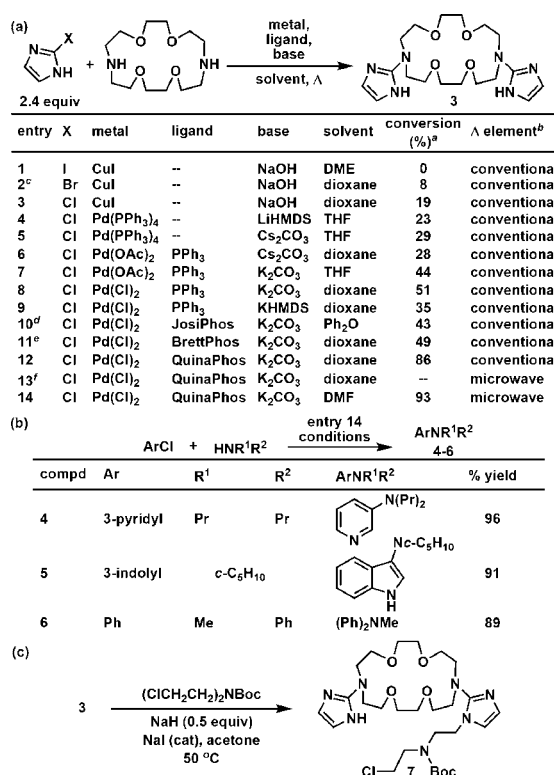 (a)
X
N
NH
2.4 equiv
+
O O
NH HN
O O
metal,
ligand,
base
solvent, Λ
O O
N N
O O
N N
NH HN
3
entry X metal ligand base solvent conversion (%)ᵃ Λ elementᵇ
1 I CuI -- NaOH DME 0 conventiona
2ᶜ Br CuI -- NaOH dioxane 8 conventiona
3 Cl CuI -- NaOH dioxane 19 conventiona
4 Cl Pd(PPh₃)₄ -- LiHMDS THF 23 conventiona
5 Cl Pd(PPh₃)₄ -- Cs₂CO₃ THF 29 conventiona
6 Cl Pd(OAc)₂ PPh₃ Cs₂CO₃ dioxane 28 conventiona
7 Cl Pd(OAc)₂ PPh₃ K₂CO₃ THF 44 conventiona
8 Cl Pd(Cl)₂ PPh₃ K₂CO₃ dioxane 51 conventiona
9 Cl Pd(Cl)₂ PPh₃ KHMDS dioxane 35 conventiona
10ᵈ Cl Pd(Cl)₂ JosiPhos K₂CO₃ Ph₂O 43 conventiona
11ᵉ Cl Pd(Cl)₂ BrettPhos K₂CO₃ dioxane 49 conventiona
12 Cl Pd(Cl)₂ QuinaPhos K₂CO₃ dioxane 86 conventiona
13ᶠ Cl Pd(Cl)₂ QuinaPhos K₂CO₃ dioxane -- microwave
14 Cl Pd(Cl)₂ QuinaPhos K₂CO₃ DMF 93 microwave
(b)
ArCl + HNR¹R²
entry 14
conditions
ArNR¹R²
4-6
compd Ar R¹ R² ArNR¹R² % yield
4 3-pyridyl Pr Pr N(Pr)₂ N 96
5 3-indolyl c-C₅H₁₀ Nc-C₅H₁₀ N H 91
6 Ph Me Ph (Ph)₂NMe 89
(c)
3
(ClCH₂CH₂)₂NBoc
NaH (0.5 equiv)
NaI (cat), acetone
50 °C
O O
N N
O O
N N
NH N
Cl N Boc
7